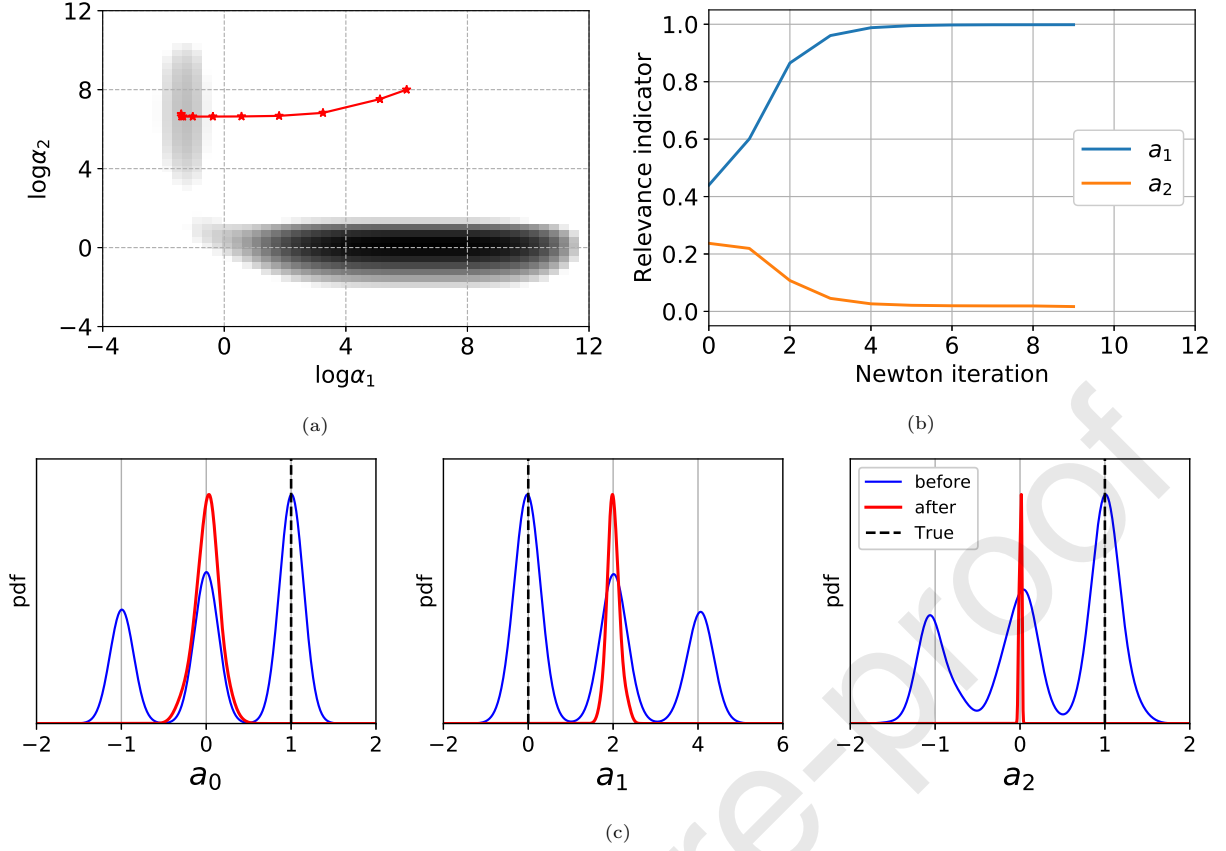 12
8
4
0
−4
−4 0 4 8 12
logα₂
logα₁
(a)
1.0
0.8
0.6
0.4
0.2
0.0
0 2 4 6 8 10 12
Relevance indicator
Newton iteration
a₁
a₂
(b)
pdf
−2 −1 0 1 2
a₀
pdf
−2 0 2 4 6
a₁
before
after
True
pdf
−2 −1 0 1 2
a₂
(c)
re-proof